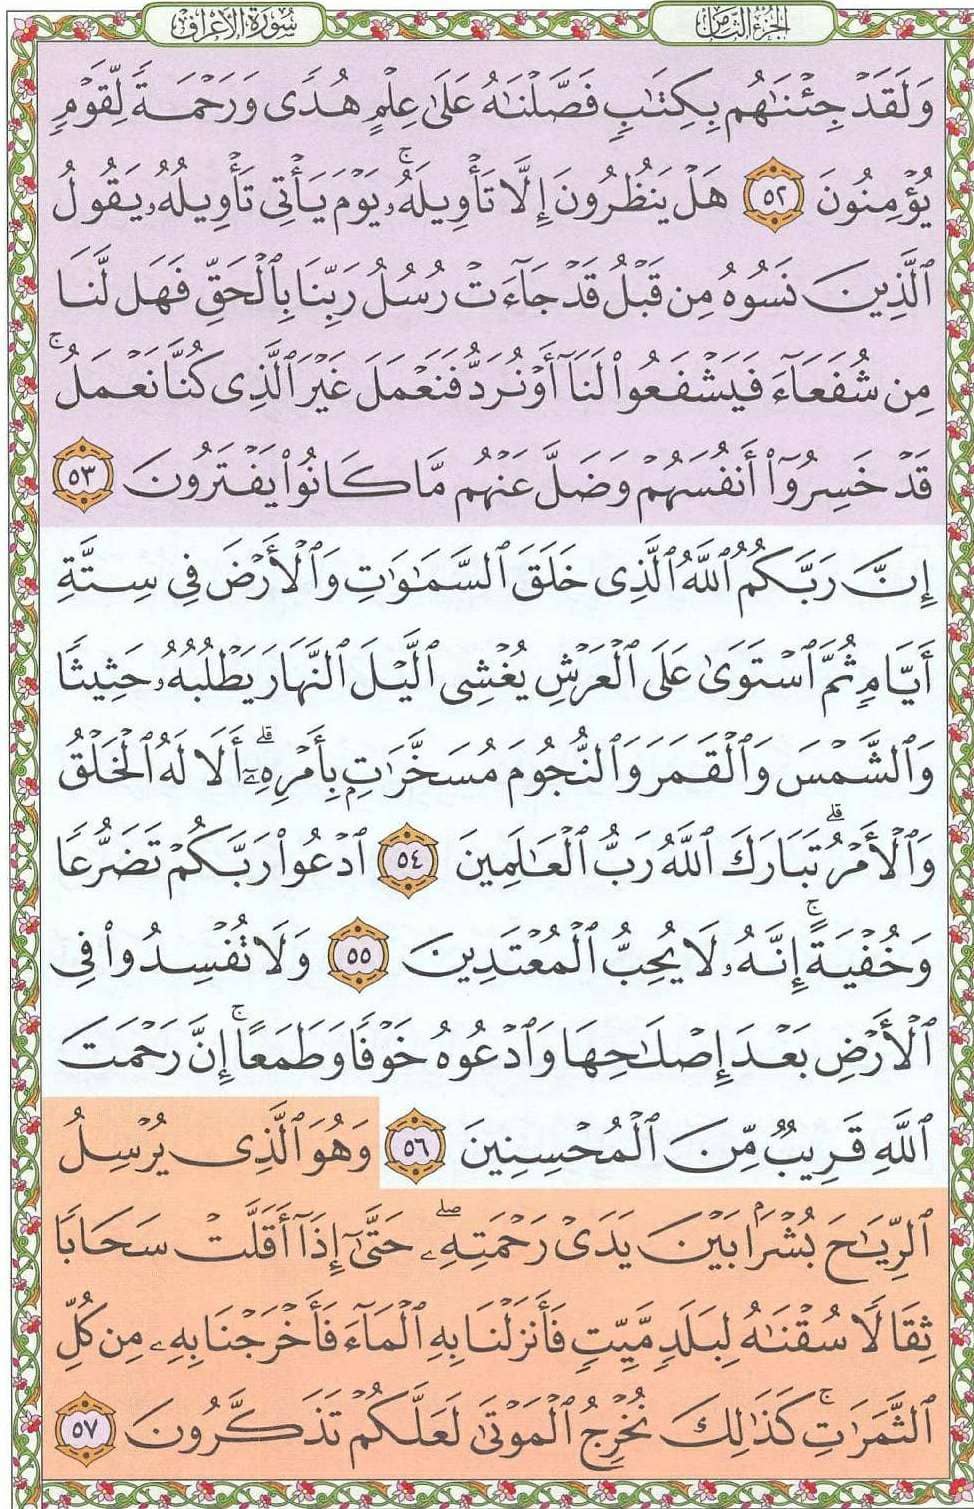 الجزء الثامن
سورة الأعراف
وَلَقَدْ جِئْنَٰهُم بِكِتَٰبٍ فَصَّلْنَٰهُ عَلَىٰ عِلْمٍ هُدًى وَرَحْمَةً لِّقَوْمٍ
يُؤْمِنُونَ ٥٢ هَلْ يَنظُرُونَ إِلَّا تَأْوِيلَهُۥ ۚ يَوْمَ يَأْتِى تَأْوِيلُهُۥ يَقُولُ
ٱلَّذِينَ نَسُوهُ مِن قَبْلُ قَدْ جَآءَتْ رُسُلُ رَبِّنَا بِٱلْحَقِّ فَهَل لَّنَا
مِن شُفَعَآءَ فَيَشْفَعُوا۟ لَنَآ أَوْ نُرَدُّ فَنَعْمَلَ غَيْرَ ٱلَّذِى كُنَّا نَعْمَلُ ۚ
قَدْ خَسِرُوٓا۟ أَنفُسَهُمْ وَضَلَّ عَنْهُم مَّا كَانُوا۟ يَفْتَرُونَ ٥٣
إِنَّ رَبَّكُمُ ٱللَّهُ ٱلَّذِى خَلَقَ ٱلسَّمَٰوَٰتِ وَٱلْأَرْضَ فِى سِتَّةِ
أَيَّامٍ ثُمَّ ٱسْتَوَىٰ عَلَى ٱلْعَرْشِ يُغْشِى ٱلَّيْلَ ٱلنَّهَارَ يَطْلُبُهُۥ حَثِيثًا
وَٱلشَّمْسَ وَٱلْقَمَرَ وَٱلنُّجُومَ مُسَخَّرَٰتٍۭ بِأَمْرِهِۦٓ ۗ أَلَا لَهُ ٱلْخَلْقُ
وَٱلْأَمْرُ ۗ تَبَارَكَ ٱللَّهُ رَبُّ ٱلْعَٰلَمِينَ ٥٤ ٱدْعُوا۟ رَبَّكُمْ تَضَرُّعًا
وَخُفْيَةً ۚ إِنَّهُۥ لَا يُحِبُّ ٱلْمُعْتَدِينَ ٥٥ وَلَا تُفْسِدُوا۟ فِى
ٱلْأَرْضِ بَعْدَ إِصْلَٰحِهَا وَٱدْعُوهُ خَوْفًا وَطَمَعًا ۚ إِنَّ رَحْمَتَ
ٱللَّهِ قَرِيبٌ مِّنَ ٱلْمُحْسِنِينَ ٥٦ وَهُوَ ٱلَّذِى يُرْسِلُ
ٱلرِّيَٰحَ بُشْرًۢا بَيْنَ يَدَىْ رَحْمَتِهِۦ ۖ حَتَّىٰٓ إِذَآ أَقَلَّتْ سَحَابًا
ثِقَالًا سُقْنَٰهُ لِبَلَدٍ مَّيِّتٍ فَأَنزَلْنَا بِهِ ٱلْمَآءَ فَأَخْرَجْنَا بِهِۦ مِن كُلِّ
ٱلثَّمَرَٰتِ ۚ كَذَٰلِكَ نُخْرِجُ ٱلْمَوْتَىٰ لَعَلَّكُمْ تَذَكَّرُونَ ٥٧